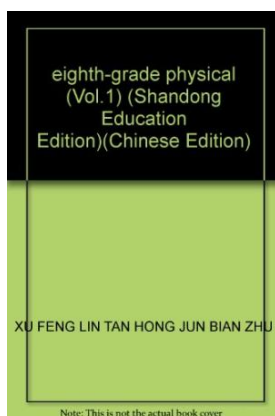 eighth-grade physical
(Vol.1) (Shandong
Education
Edition)(Chinese Edition)
XU FENG LIN TAN HONG JUN BIAN ZHU
Note: This is not the actual book cover